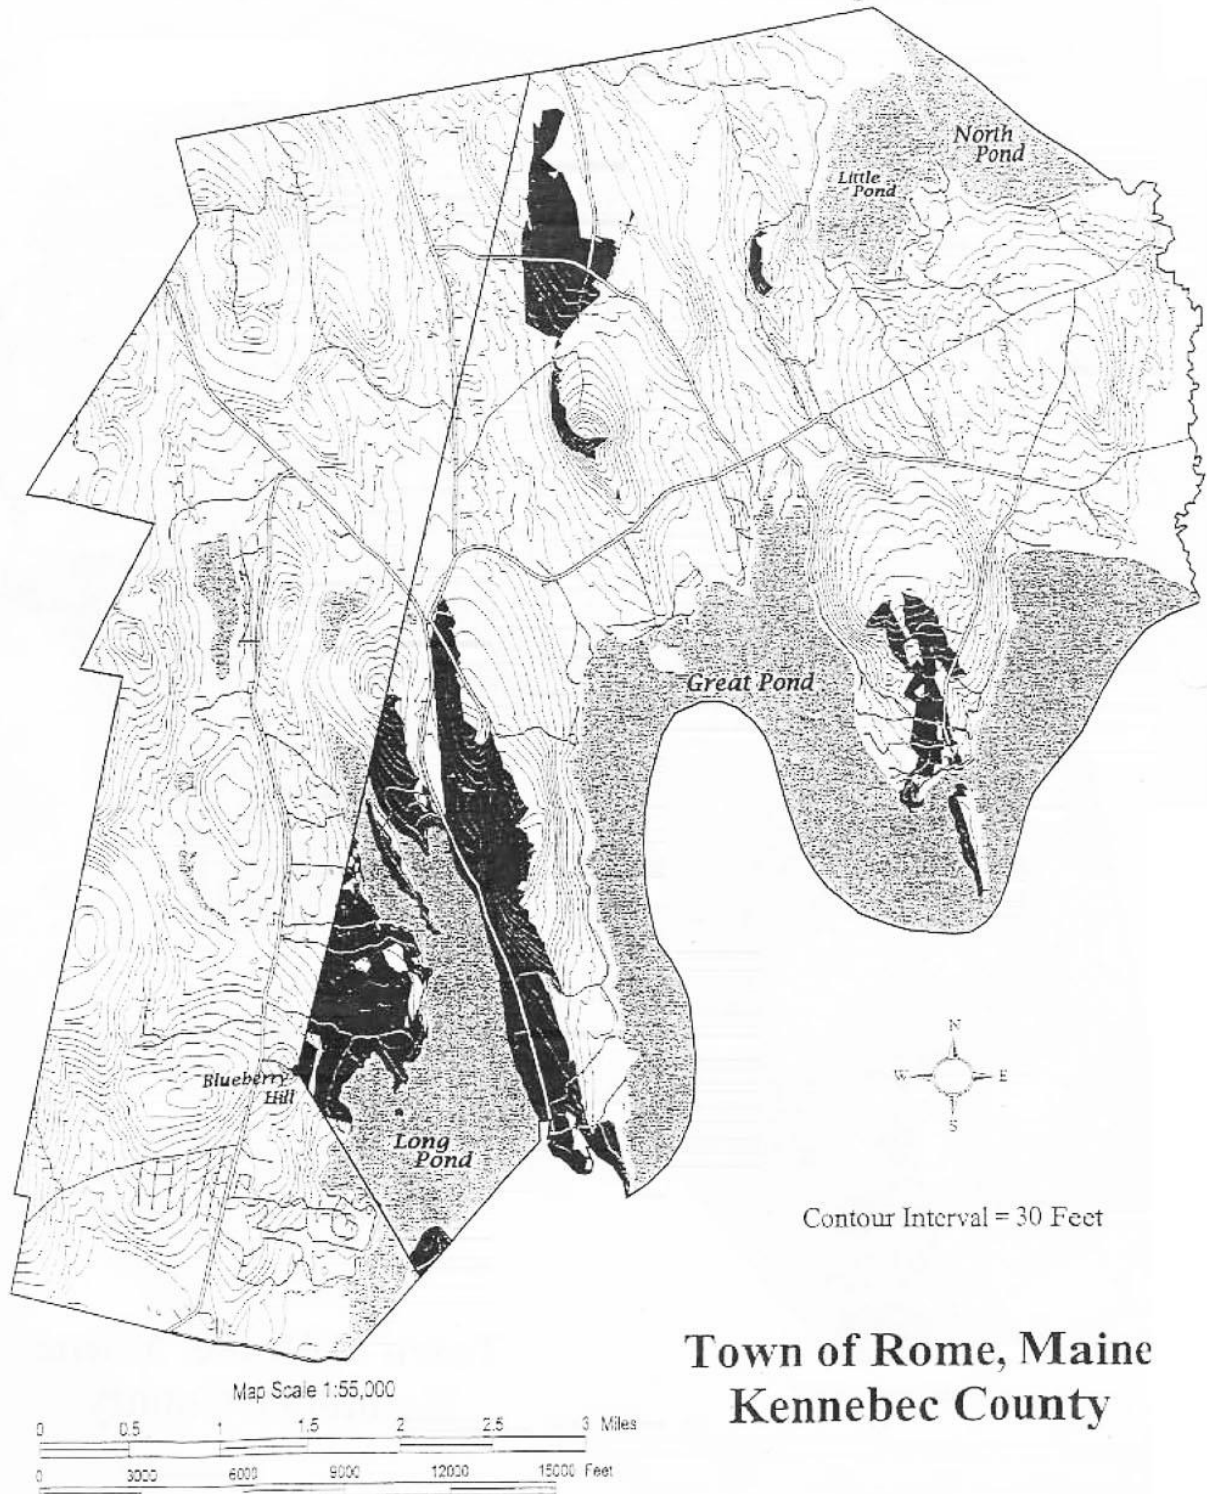 North
Pond
Little
Pond
Great Pond
N
W E
S
Blueberry
Hill
Long
Pond
Contour Interval = 30 Feet
Town of Rome, Maine
Kennebec County
Map Scale 1:55,000
0 0.5 1 1.5 2 2.5 3 Miles
0 3000 6000 9000 12000 15000 Feet